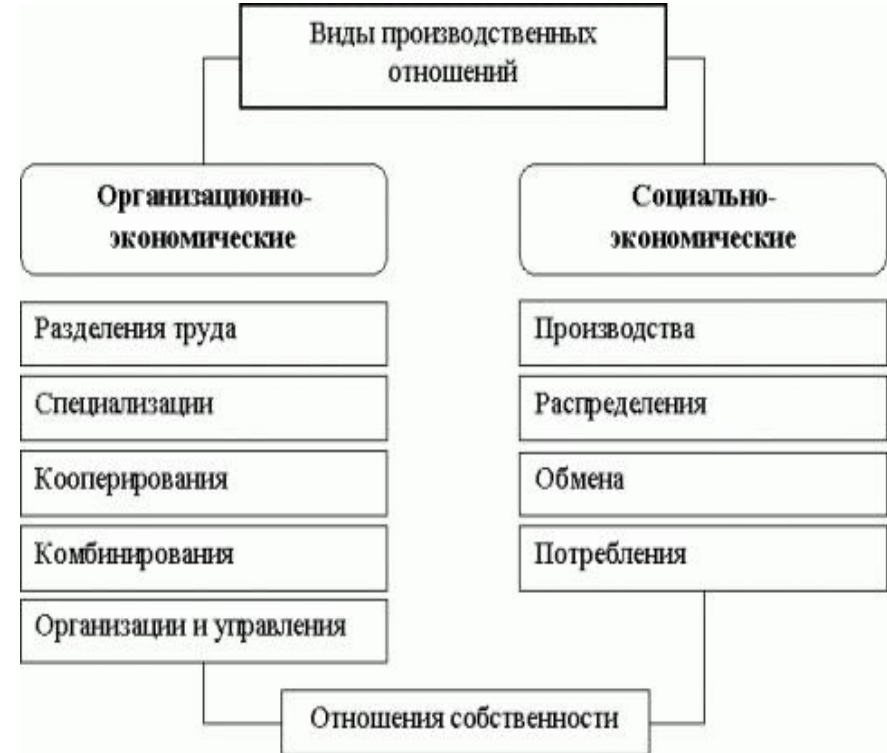 Виды производственных
отношений
Организационно-
экономические
Социально-
экономические
Разделения труда
Производства
Специализации
Распределения
Кооперирования
Обмена
Комбинирования
Потребления
Организации и управления
Отношения собственности